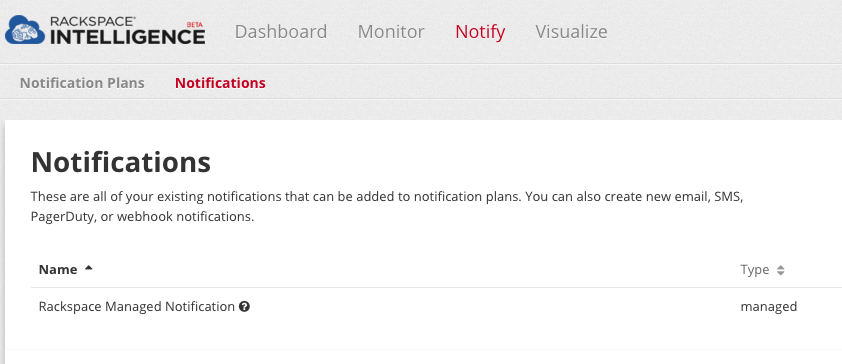 RACKSPACE® BETA
INTELLIGENCE
Dashboard Monitor Notify Visualize
Notification Plans Notifications
Notifications
These are all of your existing notifications that can be added to notification plans. You can also create new email, SMS,
PagerDuty, or webhook notifications.
Name Type
Rackspace Managed Notification ? managed